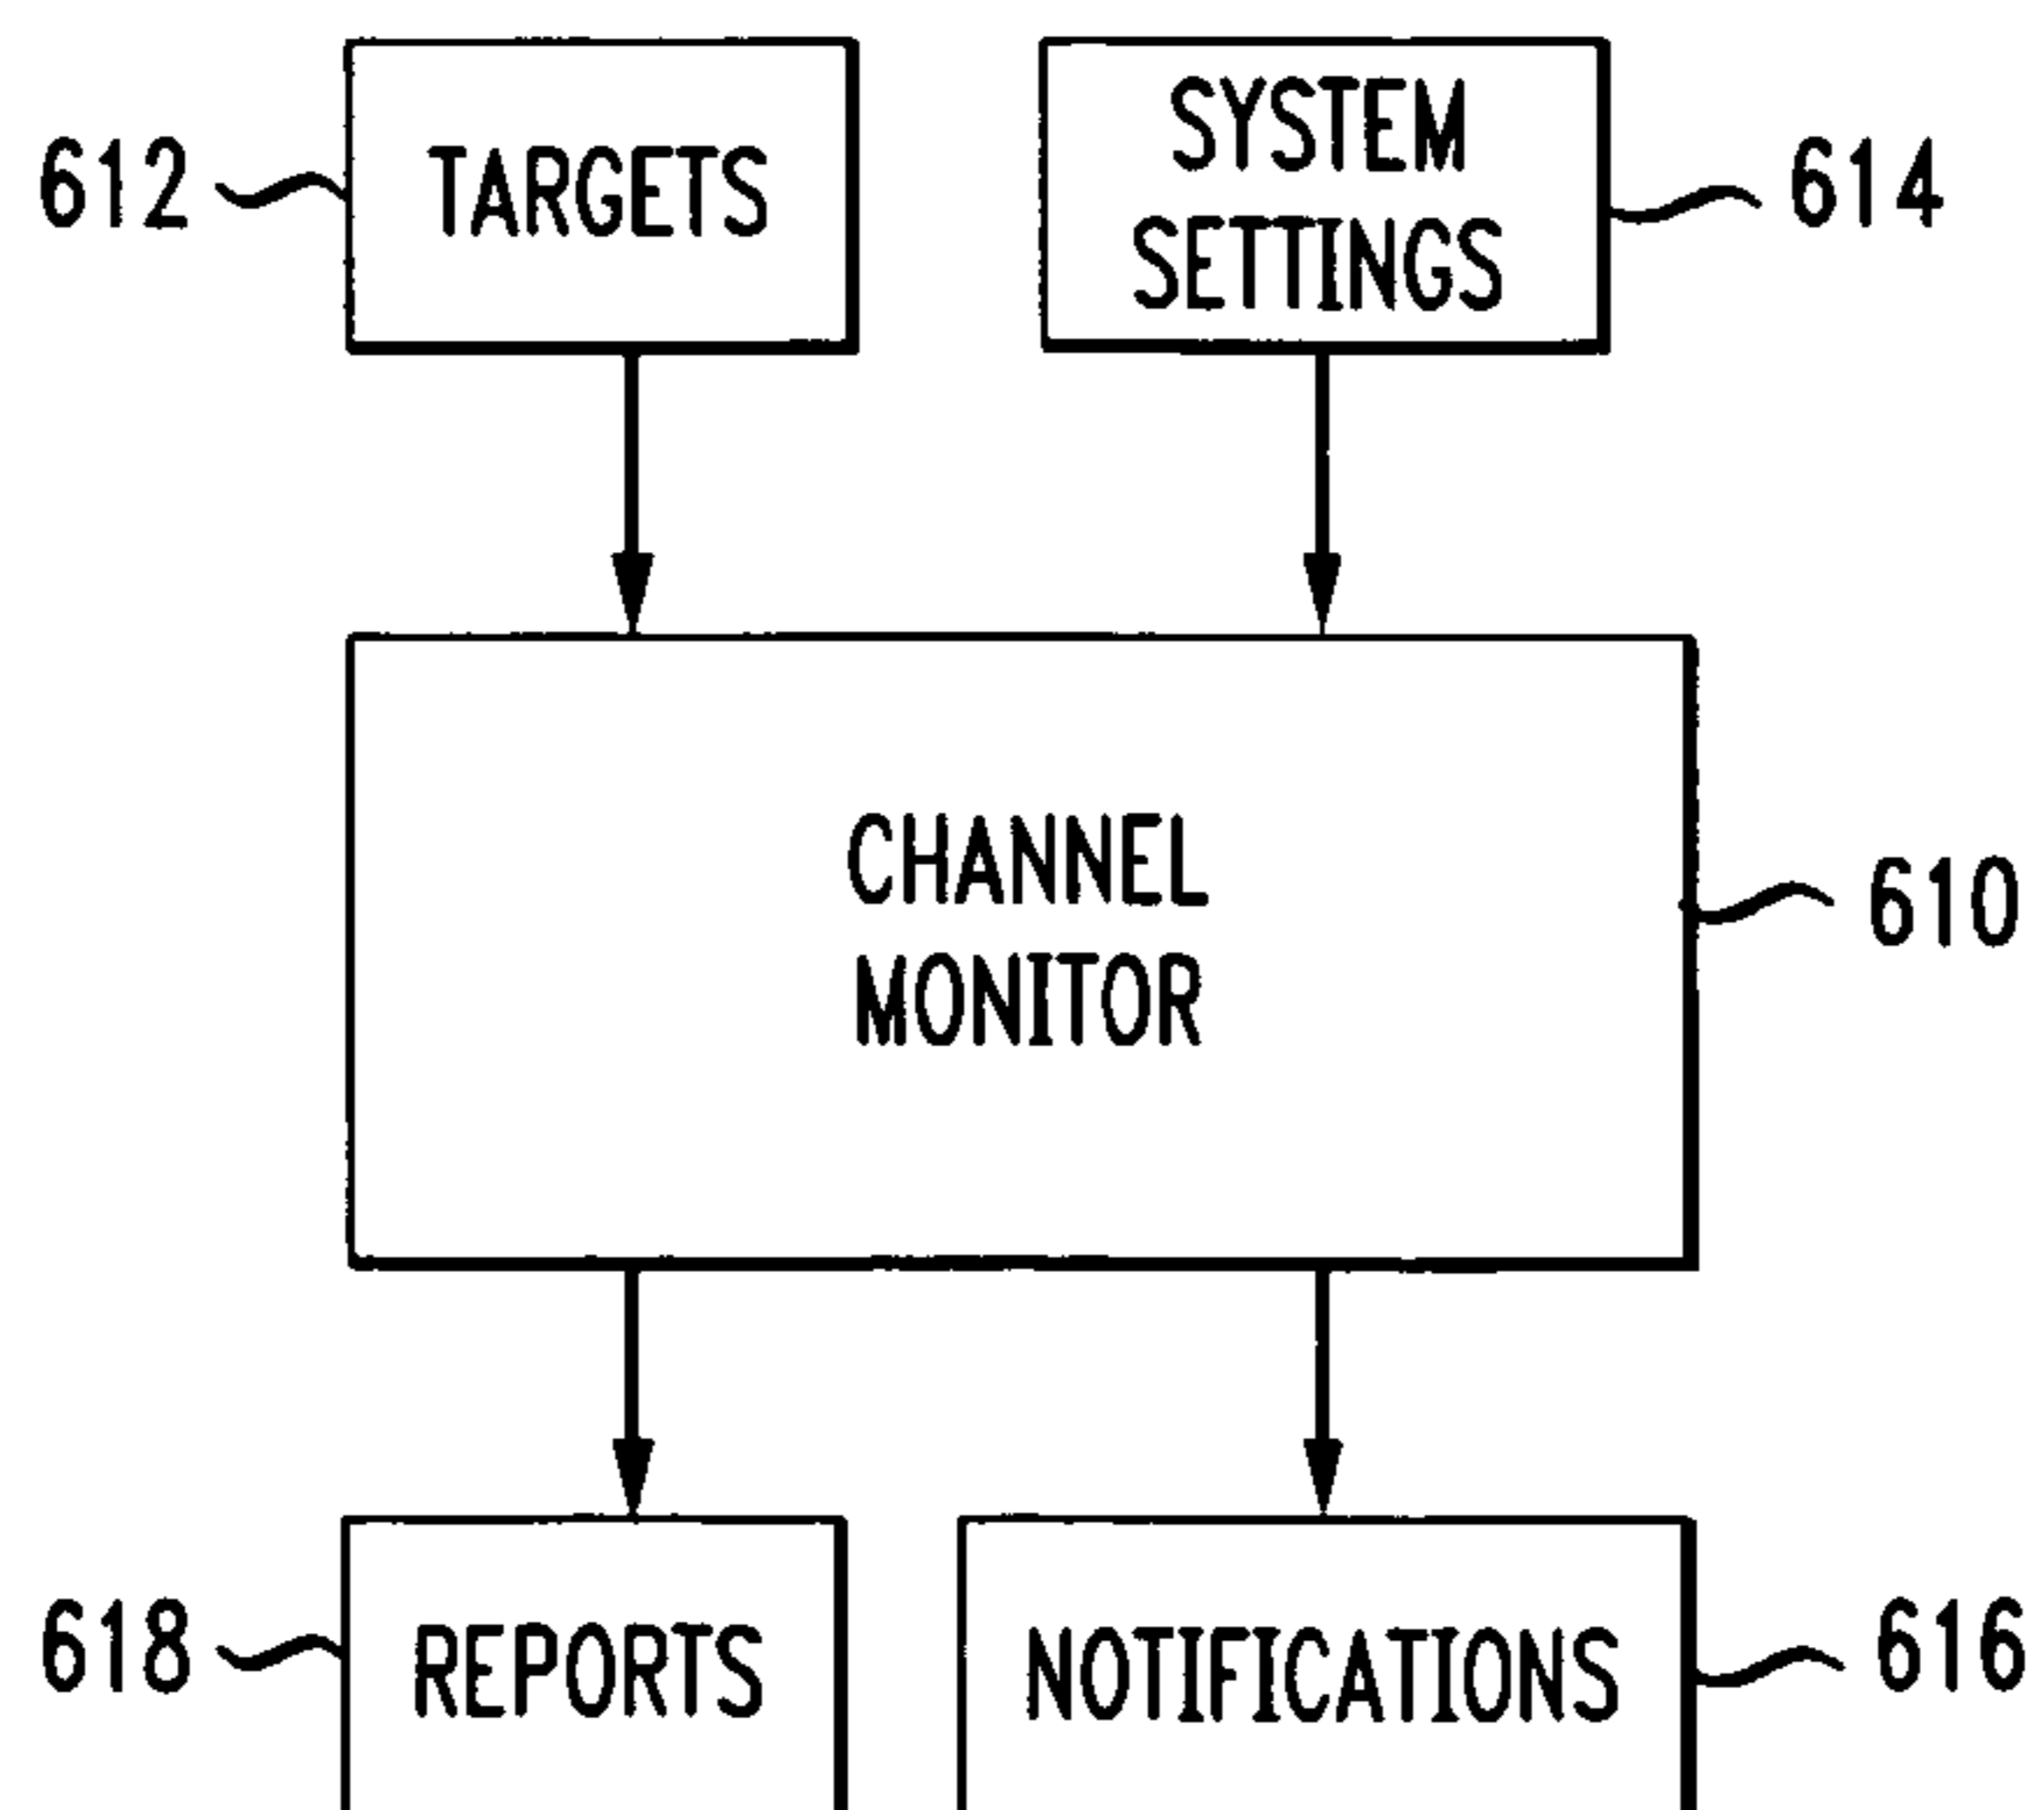 612
TARGETS
SYSTEM
SETTINGS
614
CHANNEL
MONITOR
610
618
REPORTS
NOTIFICATIONS
616